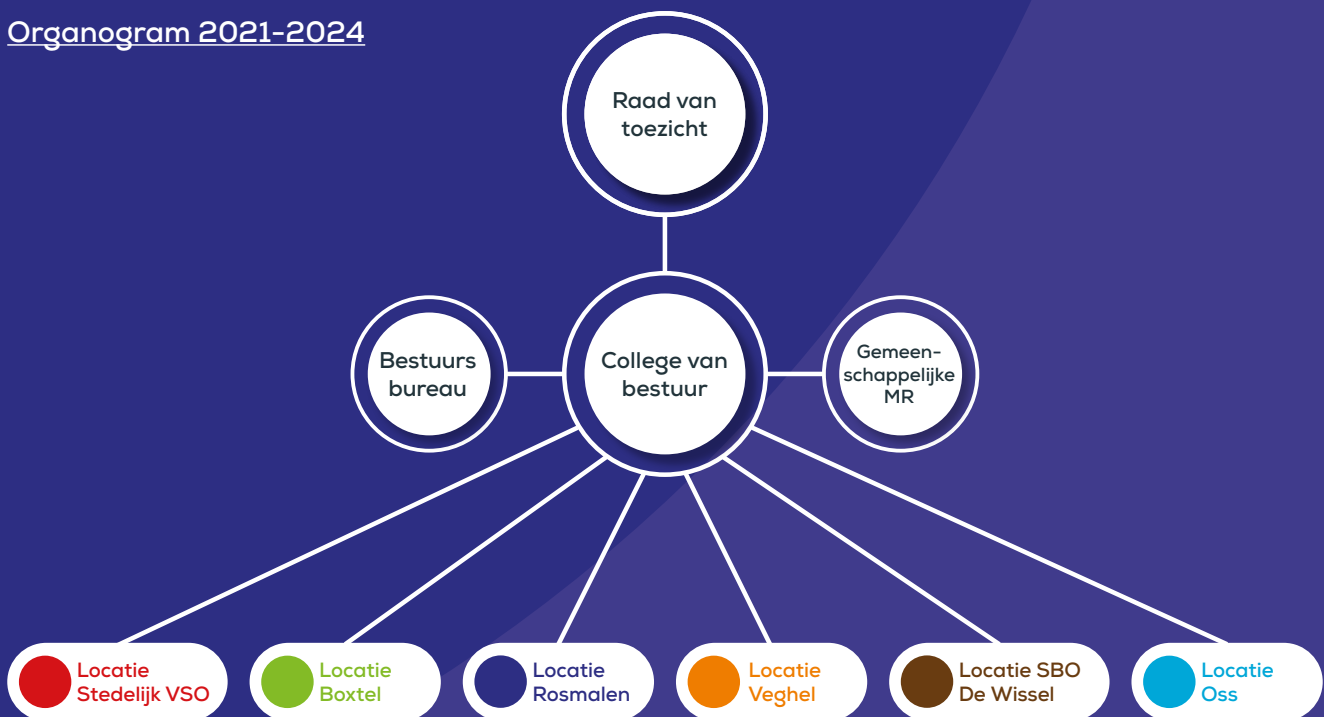 Organogram 2021-2024
Raad van
toezicht
Bestuurs
bureau
College van
bestuur
Gemeen-
schappelijke
MR
Locatie
Stedelijk VSO
Locatie
Boxtel
Locatie
Rosmalen
Locatie
Veghel
Locatie SBO
De Wissel
Locatie
Oss